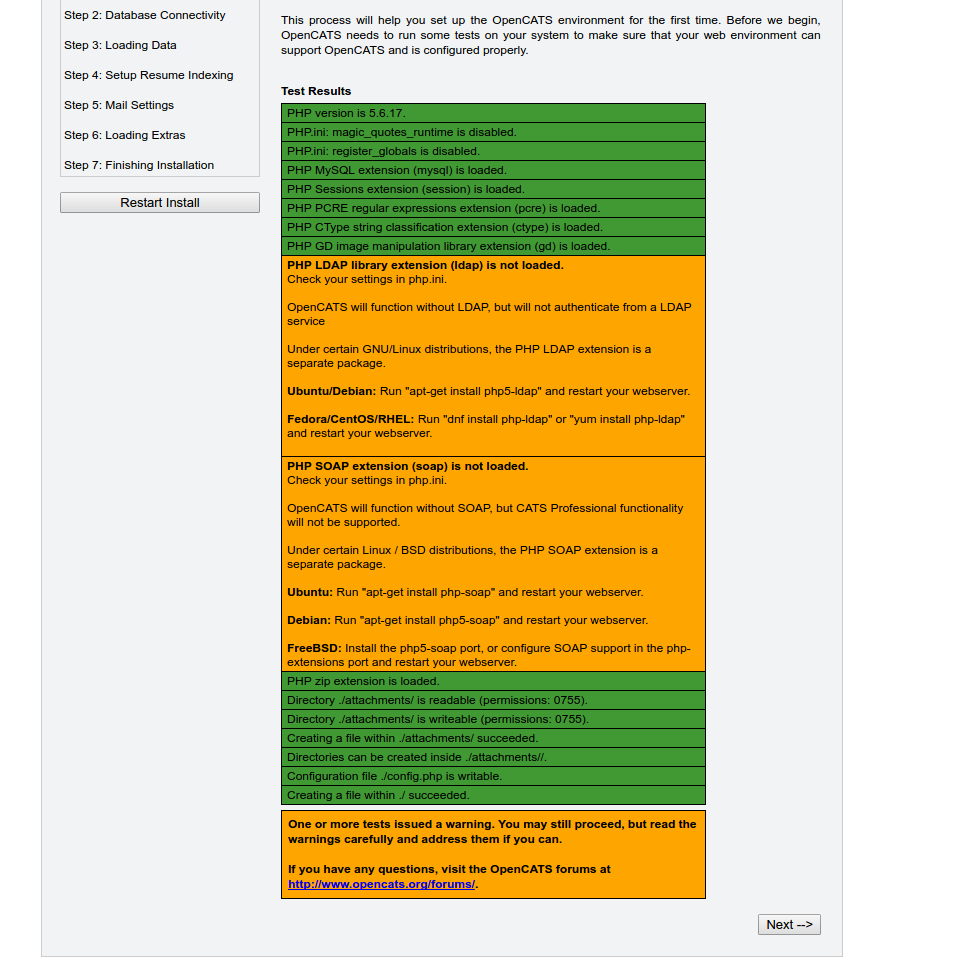 Step 2: Database Connectivity
Step 3: Loading Data
Step 4: Setup Resume Indexing
Step 5: Mail Settings
Step 6: Loading Extras
Step 7: Finishing Installation
Restart Install
This process will help you set up the OpenCATS environment for the first time. Before we begin,
OpenCATS needs to run some tests on your system to make sure that your web environment can
support OpenCATS and is configured properly.
Test Results
PHP version is 5.6.17.
PHP.ini: magic_quotes_runtime is disabled.
PHP.ini: register_globals is disabled.
PHP MySQL extension (mysql) is loaded.
PHP Sessions extension (session) is loaded.
PHP PCRE regular expressions extension (pcre) is loaded.
PHP CType string classification extension (ctype) is loaded.
PHP GD image manipulation library extension (gd) is loaded.
PHP LDAP library extension (ldap) is not loaded.
Check your settings in php.ini.
OpenCATS will function without LDAP, but will not authenticate from a LDAP
service
Under certain GNU/Linux distributions, the PHP LDAP extension is a
separate package.
Ubuntu/Debian: Run "apt-get install php5-ldap" and restart your webserver.
Fedora/CentOS/RHEL: Run "dnf install php-ldap" or "yum install php-ldap"
and restart your webserver.
PHP SOAP extension (soap) is not loaded.
Check your settings in php.ini.
OpenCATS will function without SOAP, but CATS Professional functionality
will not be supported.
Under certain Linux / BSD distributions, the PHP SOAP extension is a
separate package.
Ubuntu: Run "apt-get install php-soap" and restart your webserver.
Debian: Run "apt-get install php5-soap" and restart your webserver.
FreeBSD: Install the php5-soap port, or configure SOAP support in the php-
extensions port and restart your webserver.
PHP zip extension is loaded.
Directory ./attachments/ is readable (permissions: 0755).
Directory ./attachments/ is writeable (permissions: 0755).
Creating a file within ./attachments/ succeeded.
Directories can be created inside ./attachments//.
Configuration file ./config.php is writable.
Creating a file within ./ succeeded.
One or more tests issued a warning. You may still proceed, but read the
warnings carefully and address them if you can.
If you have any questions, visit the OpenCATS forums at
http://www.opencats.org/forums/.
Next -->